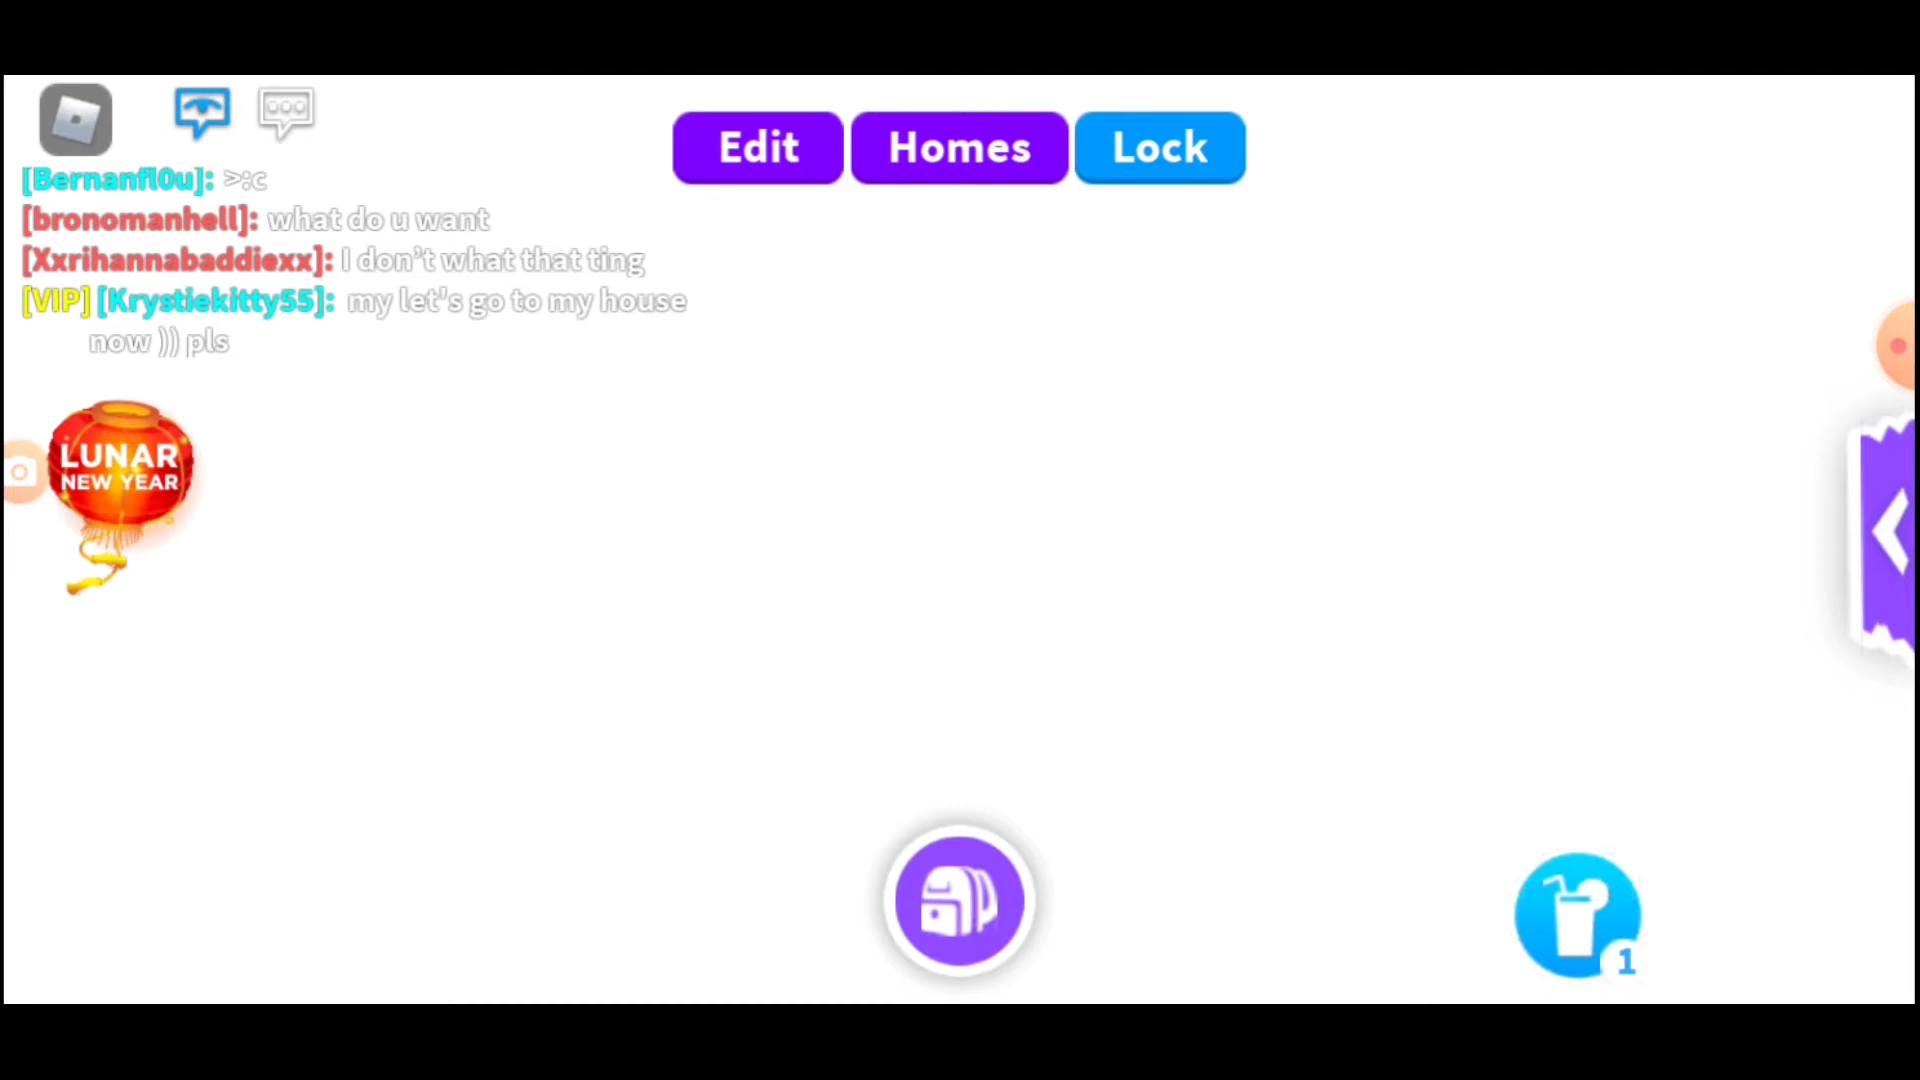 Edit Homes Lock
[Bernanfl0u]: >:c
[bronomanhell]: what do u want
[Xxrihannabaddiexx]: I don't what that ting
[VIP] [Krystiekitty55]: my let's go to my house
now ))) pls
LUNAR
NEW YEAR
1